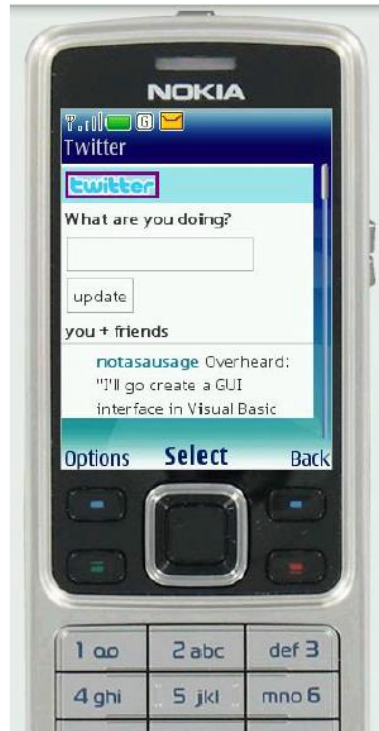 NOKIA
G
Twitter
twitter
What are you doing?
update
you + friends
notasausage Overheard:
"I'll go create a GUI
interface in Visual Basic
Options Select Back
1 oo 2 abc def 3
4 ghi 5 jkl mno 6